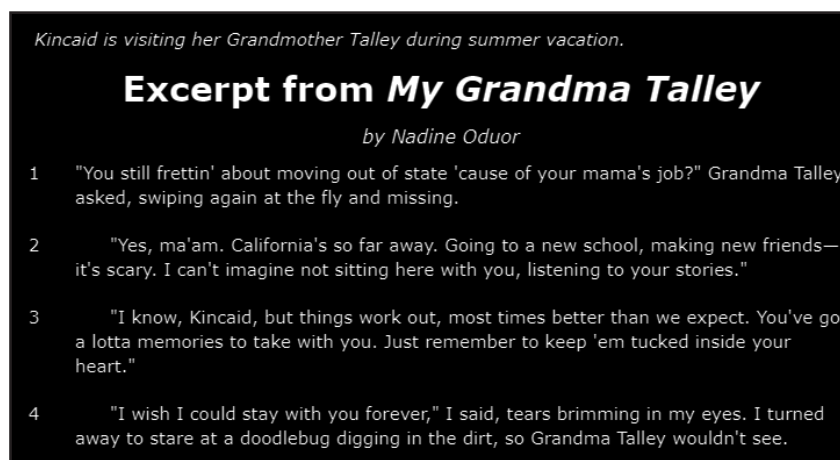 Kincaid is visiting her Grandmother Talley during summer vacation.
Excerpt from My Grandma Talley
by Nadine Oduor
1 "You still frettin' about moving out of state 'cause of your mama's job?" Grandma Talley
asked, swiping again at the fly and missing.
2 "Yes, ma'am. California's so far away. Going to a new school, making new friends—
it's scary. I can't imagine not sitting here with you, listening to your stories."
3 "I know, Kincaid, but things work out, most times better than we expect. You've go
a lotta memories to take with you. Just remember to keep 'em tucked inside your
heart."
4 "I wish I could stay with you forever," I said, tears brimming in my eyes. I turned
away to stare at a doodlebug digging in the dirt, so Grandma Talley wouldn't see.